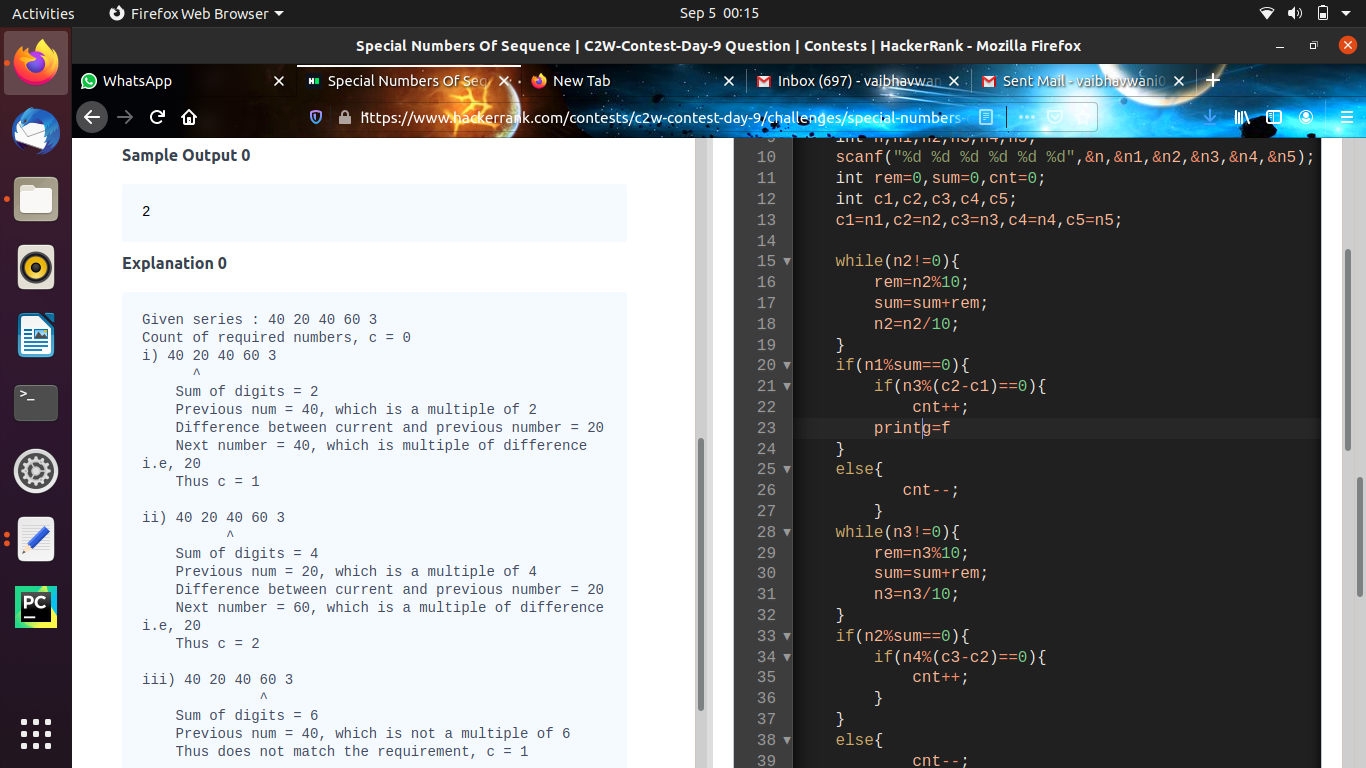 Activities
Firefox Web Browser
Sep 5 00:15
Special Numbers Of Sequence | C2W-Contest-Day-9 Question | Contests | HackerRank - Mozilla Firefox
WhatsApp
Special Numbers Of Seq
New Tab
Inbox (697) - vaibhavwan
Sent Mail - vaibhavwani0
https://www.hackerrank.com/contests/c2w-contest-day-9/challenges/special-numbers-
Sample Output 0
2
Explanation 0
Given series : 40 20 40 60 3
Count of required numbers, c = 0
i) 40 20 40 60 3
^
Sum of digits = 2
Previous num = 40, which is a multiple of 2
Difference between current and previous number = 20
Next number = 40, which is multiple of difference
i.e, 20
Thus c = 1
ii) 40 20 40 60 3
^
Sum of digits = 4
Previous num = 20, which is a multiple of 4
Difference between current and previous number = 20
Next number = 60, which is a multiple of difference
i.e, 20
Thus c = 2
iii) 40 20 40 60 3
^
Sum of digits = 6
Previous num = 40, which is not a multiple of 6
Thus does not match the requirement, c = 1
9 int n,n1,n2,n3,n4,n5;
10 scanf("%d %d %d %d %d %d",&n,&n1,&n2,&n3,&n4,&n5);
11 int rem=0,sum=0,cnt=0;
12 int c1,c2,c3,c4,c5;
13 c1=n1,c2=n2,c3=n3,c4=n4,c5=n5;
14
15 while(n2!=0){
16 rem=n2%10;
17 sum=sum+rem;
18 n2=n2/10;
19 }
20 if(n1%sum==0){
21 if(n3%(c2-c1)==0){
22 cnt++;
23 printg=f
24 }
25 else{
26 cnt--;
27 }
28 while(n3!=0){
29 rem=n3%10;
30 sum=sum+rem;
31 n3=n3/10;
32 }
33 if(n2%sum==0){
34 if(n4%(c3-c2)==0){
35 cnt++;
36 }
37 }
38 else{
39 cnt--;
>_
PC